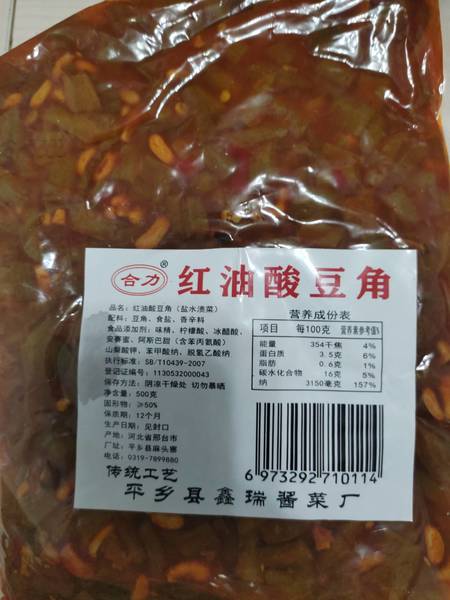 合力®
红油酸豆角
品名：红油酸豆角（盐水渍菜）
配料：豆角、食盐、香辛料
食品添加剂：味精，柠檬酸、冰醋酸、
安赛蜜、阿斯巴甜（含苯丙氨酸）
山梨酸钾、苯甲酸纳、脱氢乙酸纳
执行标准：SB/T10439-2007
登记证号：1130532000043
保存方法：阴凉干燥处 切勿暴晒
净含量：500克
固形物：≥50%
保质期：12个月
生产日期：见封口
产地：河北省邢台市
厂址：平乡县麻头寨
电话：0319-7899880
营养成份表
项目 每100克 营养素参考值%
能量 354千焦 4%
蛋白质 3.5克 6%
脂肪 0.6克 1%
碳水化合物 16克 5%
纳 3150毫克 157%
6 973292 710114
传统工艺
平乡县鑫瑞酱菜厂